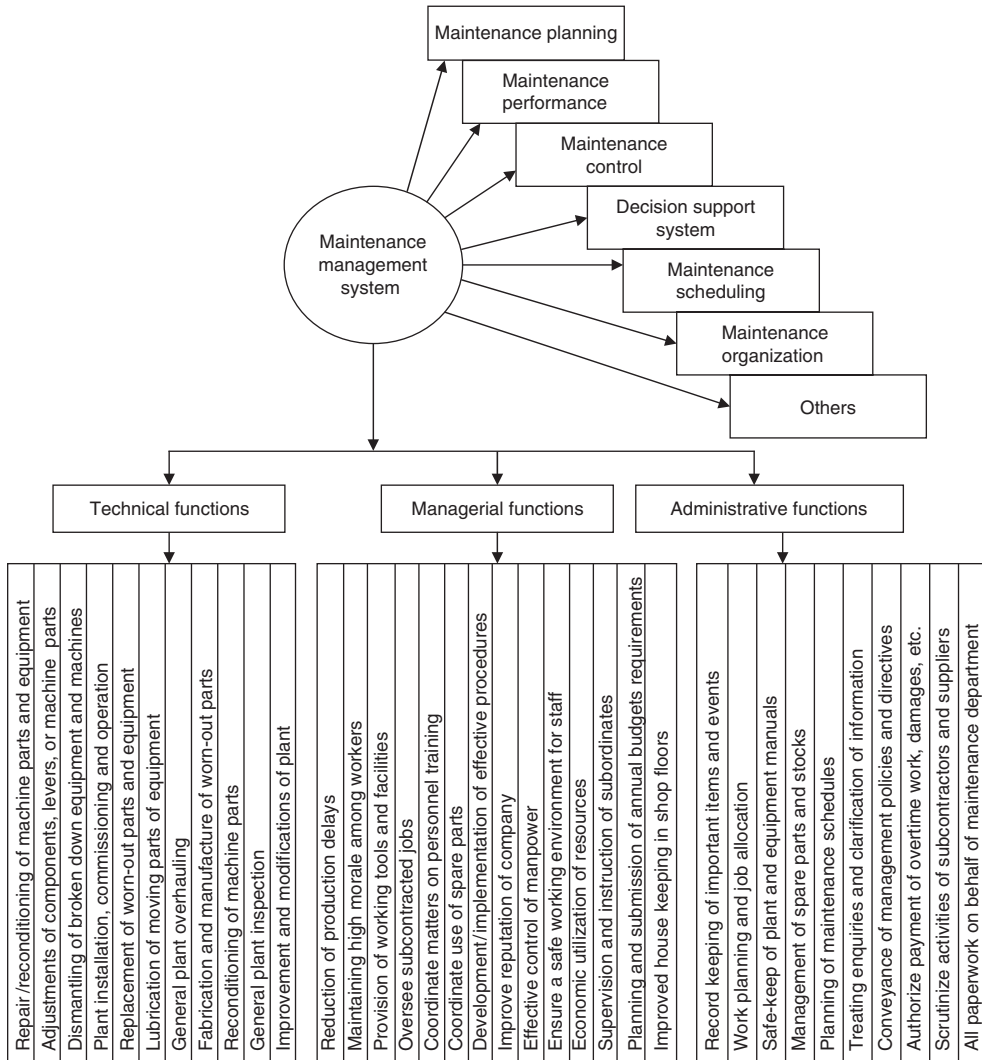 Maintenance planning
Maintenance
performance
Maintenance
control
Decision support
system
Maintenance
scheduling
Maintenance
organization
Others
Maintenance
management
system
Technical functions
Managerial functions
Administrative functions
Repair /reconditioning of machine parts and equipment
Adjustments of components, levers, or machine parts
Dismantling of broken down equipment and machines
Plant installation, commissioning and operation
Replacement of worn-out parts and equipment
Lubrication of moving parts of equipment
General plant overhauling
Fabrication and manufacture of worn-out parts
Reconditioning of machine parts
General plant inspection
Improvement and modifications of plant
Reduction of production delays
Maintaining high morale among workers
Provision of working tools and facilities
Oversee subcontracted jobs
Coordinate matters on personnel training
Coordinate use of spare parts
Development/implementation of effective procedures
Improve reputation of company
Effective control of manpower
Ensure a safe working environment for staff
Economic utilization of resources
Supervision and instruction of subordinates
Planning and submission of annual budgets requirements
Improved house keeping in shop floors
Record keeping of important items and events
Work planning and job allocation
Safe-keep of plant and equipment manuals
Management of spare parts and stocks
Planning of maintenance schedules
Treating enquiries and clarification of information
Conveyance of management policies and directives
Authorize payment of overtime work, damages, etc.
Scrutinize activities of subcontractors and suppliers
All paperwork on behalf of maintenance department